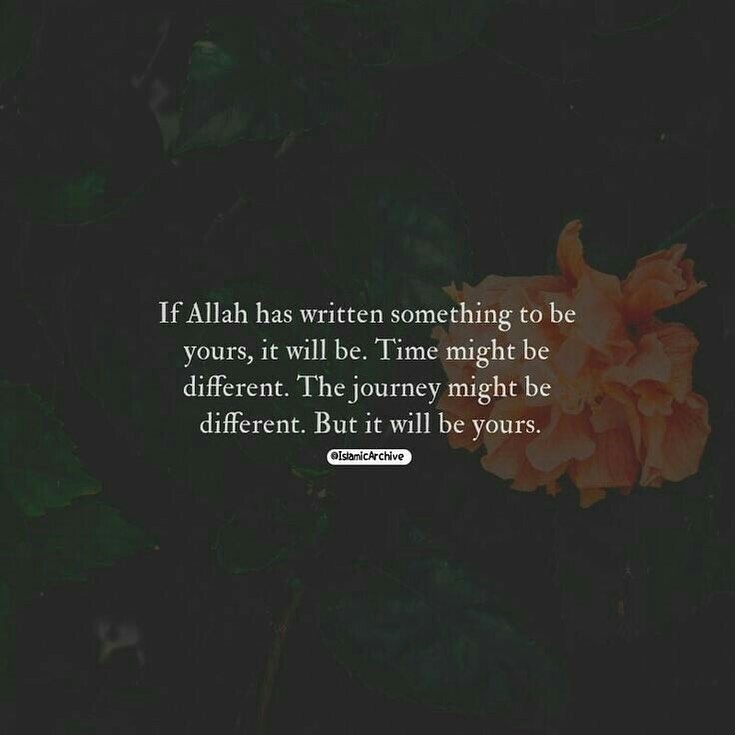 If Allah has written something to be
yours, it will be. Time might be
different. The journey might be
different. But it will be yours.
@IslamicArchive